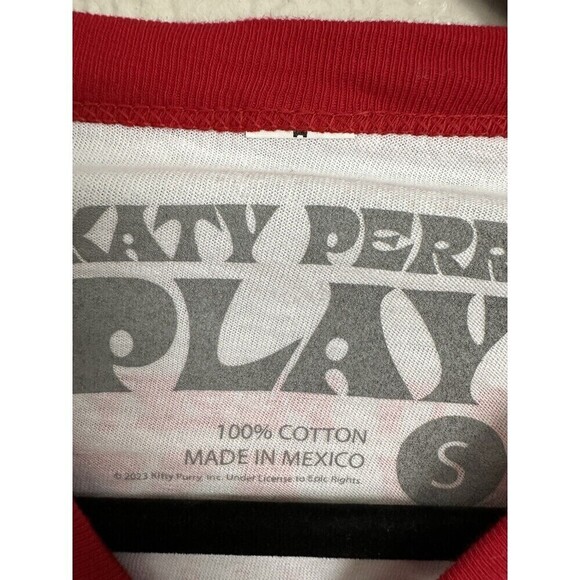 KATY PERR
PLAY
100% COTTON
MADE IN MEXICO
S
© 2023 Kitty Purry, Inc. Under License to Epic Rights.